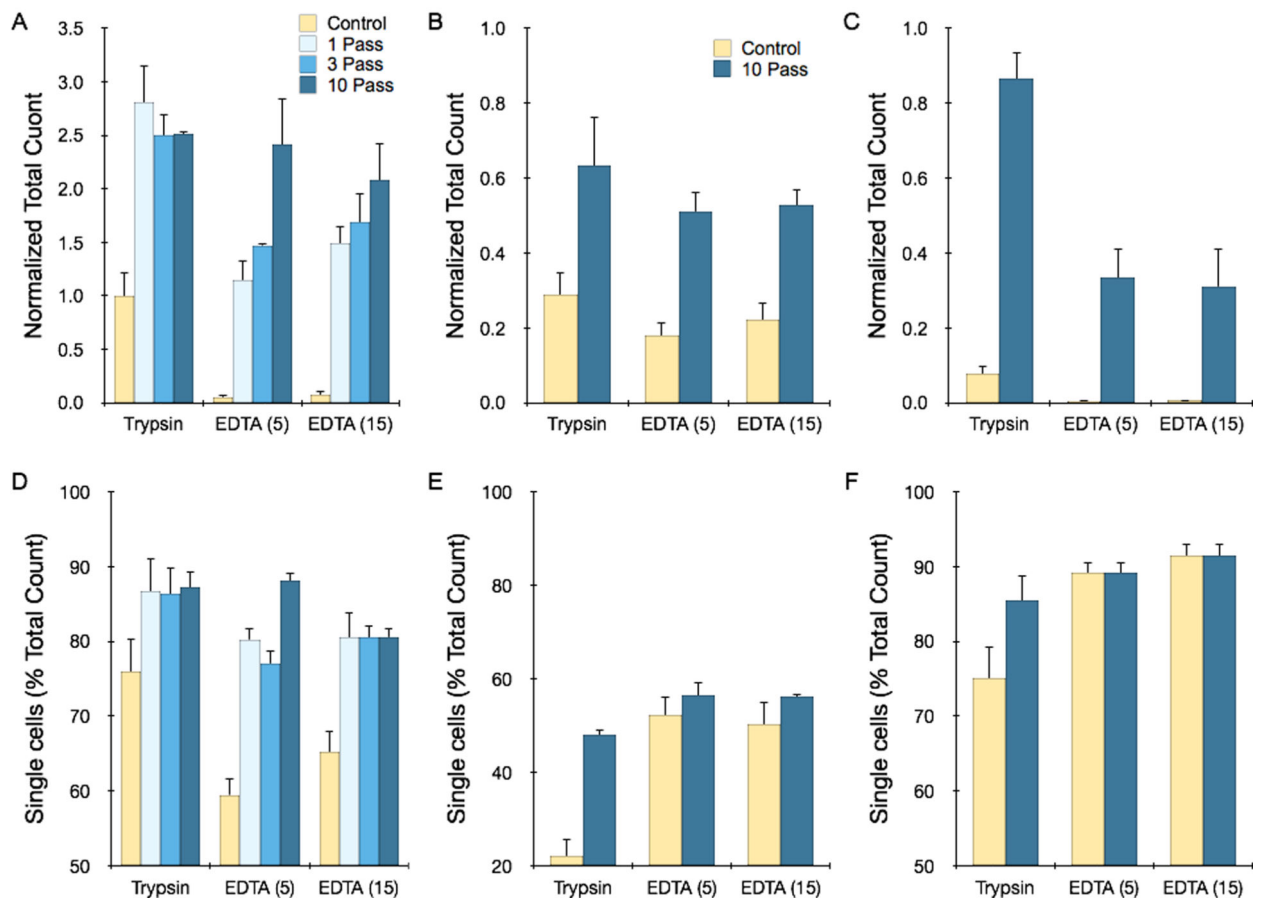 A
Normalized Total Cuont
3.5
3.0
2.5
2.0
1.5
1.0
0.5
0.0
Control
1 Pass
3 Pass
10 Pass
Trypsin
EDTA (5)
EDTA (15)
B
Normalized Total Count
1.0
0.8
0.6
0.4
0.2
0.0
Control
10 Pass
Trypsin
EDTA (5)
EDTA (15)
C
Normalized Total Cuont
1.0
0.8
0.6
0.4
0.2
0.0
Trypsin
EDTA (5)
EDTA (15)
D
Single cells (% Total Count)
100
90
80
70
60
50
Trypsin
EDTA (5)
EDTA (15)
E
Single cells (% Total Count)
100
80
60
40
20
Trypsin
EDTA (5)
EDTA (15)
F
Single cells (% Total Count)
100
90
80
70
60
50
Trypsin
EDTA (5)
EDTA (15)